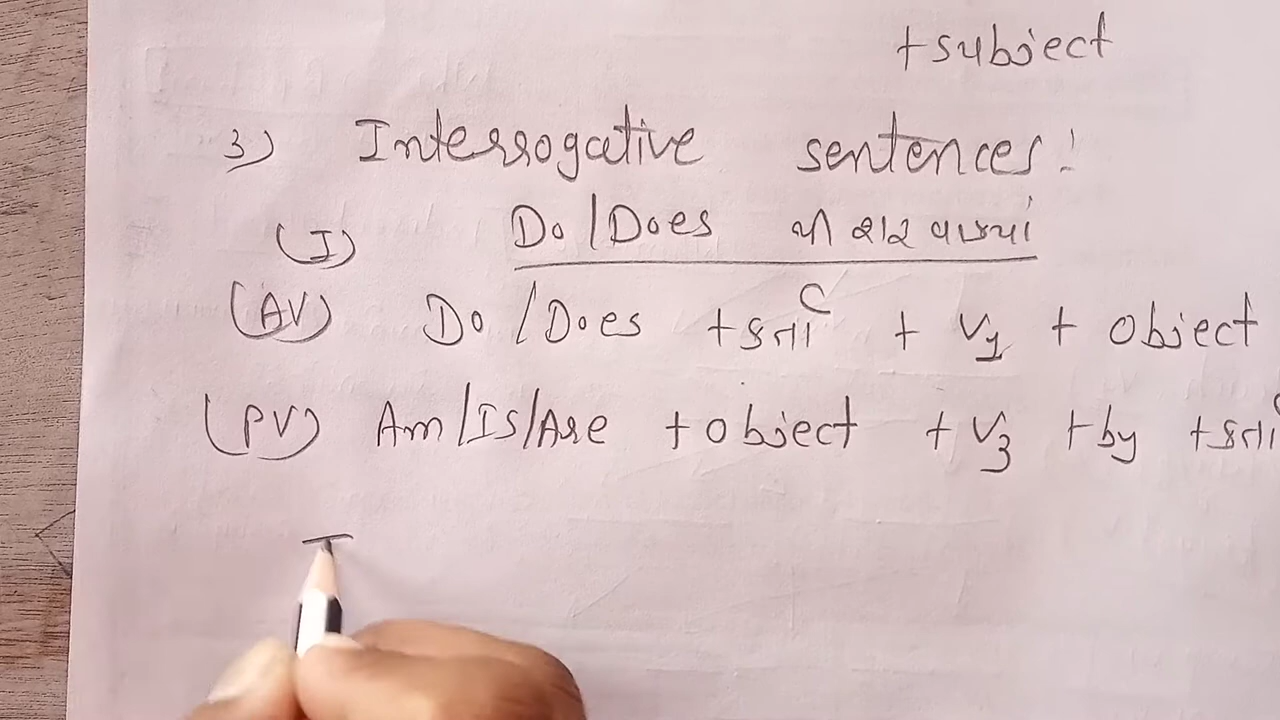 +subject
3) Interrogative sentences:
(I) Do/Does થી શરૂ થતાં
(AV) Do/Does +કર્તા + V1 + object
(PV) Am/Is/Are +object + V3 +by +કર્તા